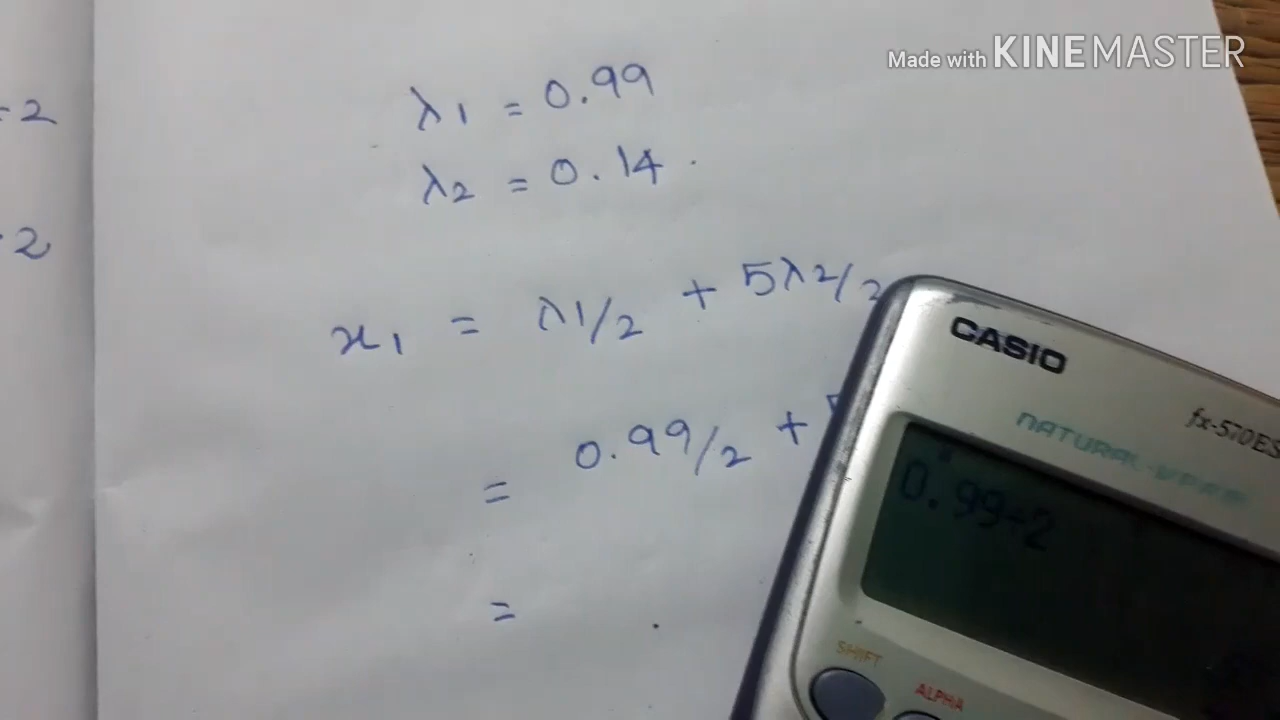 Made with KINEMASTER
= 2
λ1 = 0.99
λ2 = 0.14
2
x1 = λ1/2 + 5λ2/2
= 0.99/2 +
=
CASIO
fx-570ES
NATURAL-V.P.A.M.
0.99÷2
SHIFT
ALPHA